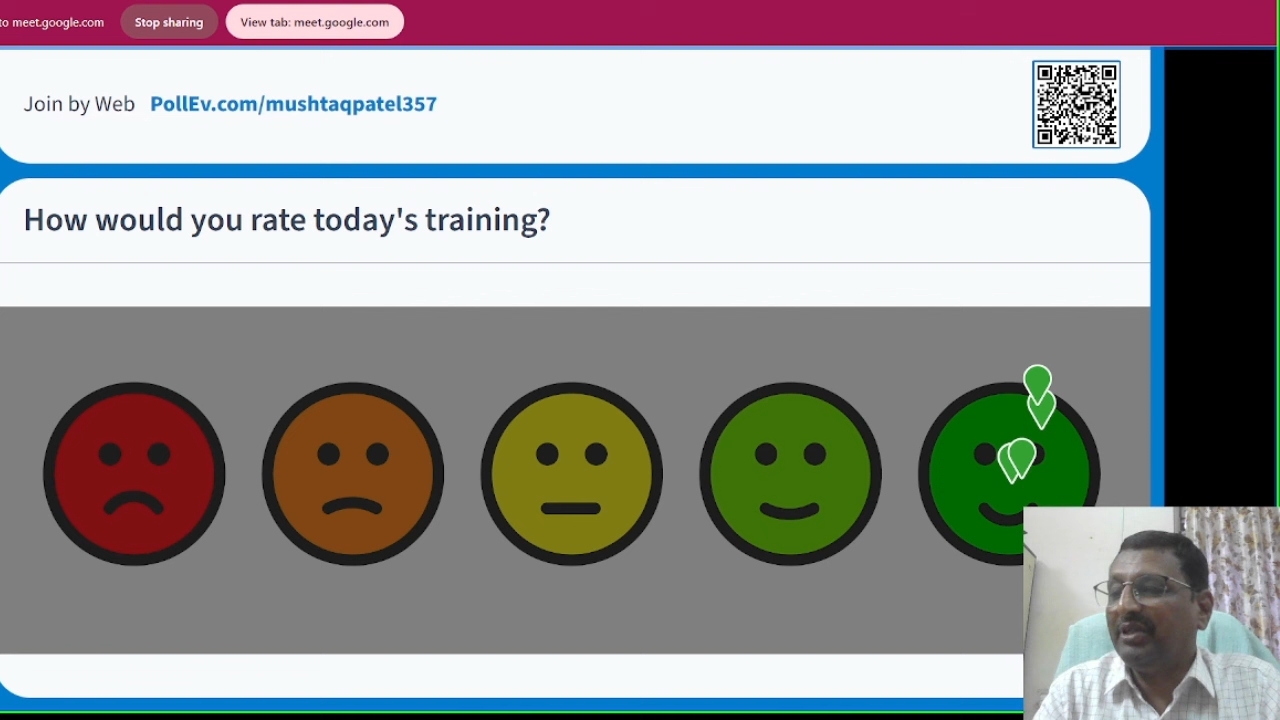 to meet.google.com Stop sharing View tab: meet.google.com
Join by Web PollEv.com/mushtaqpatel357
How would you rate today's training?